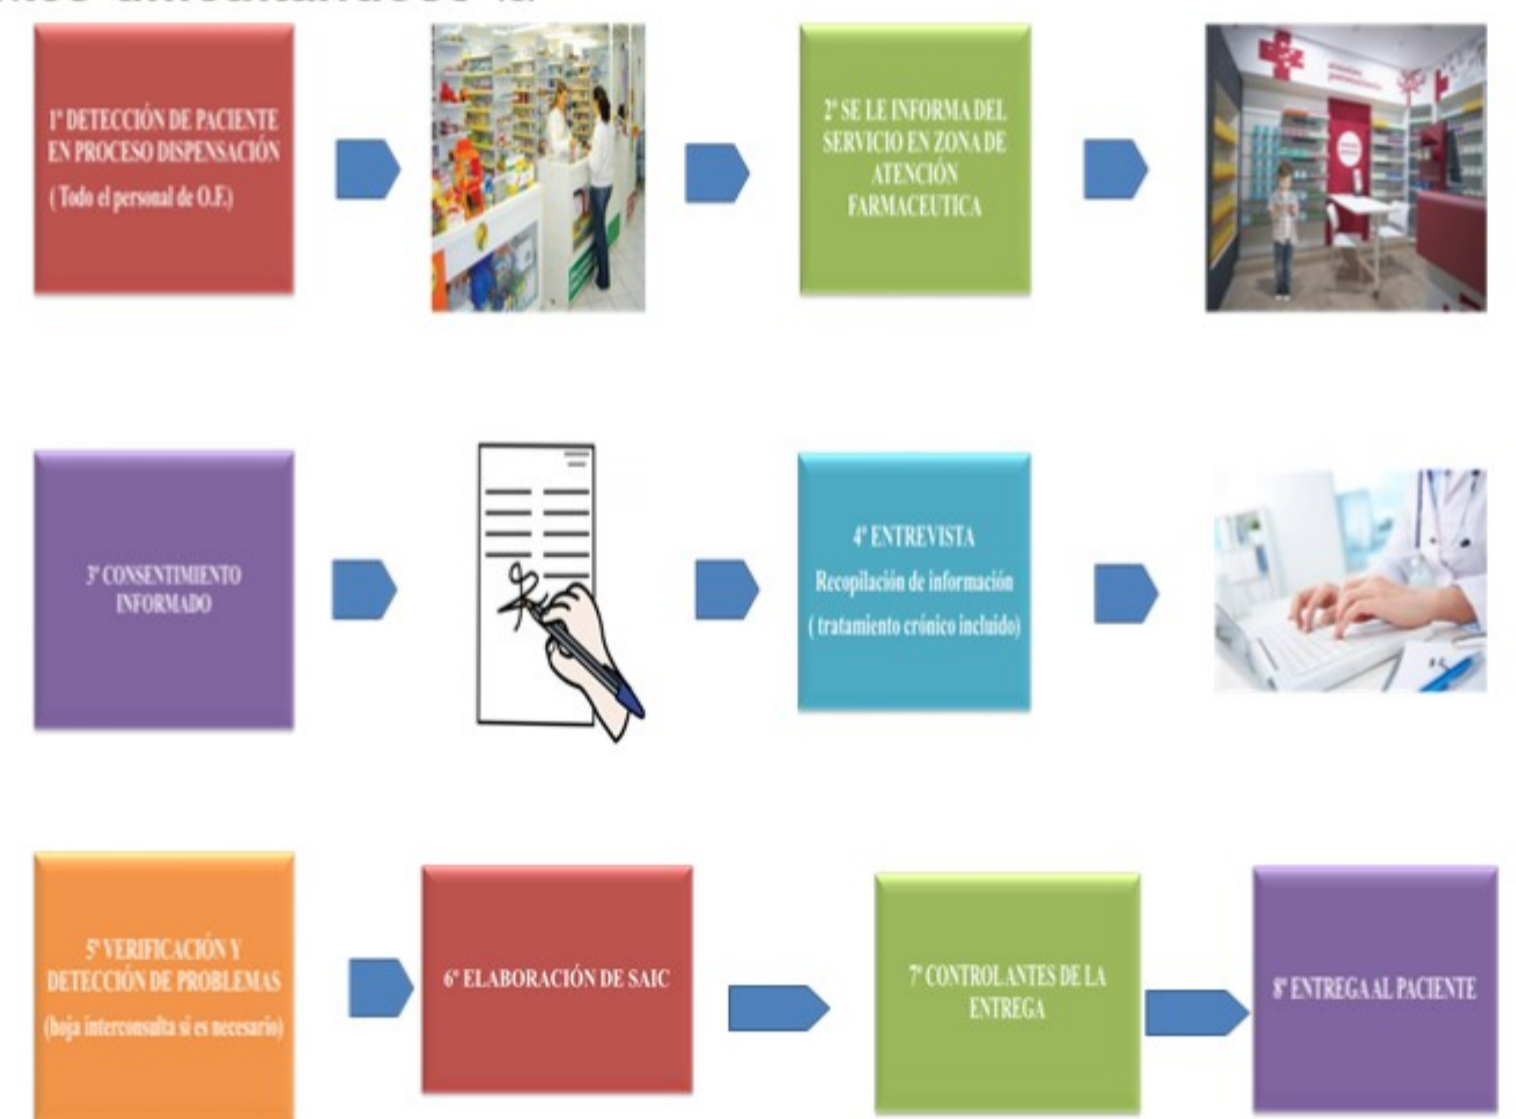 1º DETECCIÓN DE PACIENTE
EN PROCESO DISPENSACIÓN
( Todo el personal de O.F.)
2º SE LE INFORMA DEL
SERVICIO EN ZONA DE
ATENCIÓN
FARMACEUTICA
3º CONSENTIMIENTO
INFORMADO
4º ENTREVISTA
Recopilación de información
( tratamiento crónico incluido)
5º VERIFICACIÓN Y
DETECCIÓN DE PROBLEMAS
(hoja interconsulta si es necesario)
6º ELABORACIÓN DE SAIC
7º CONTROL ANTES DE LA
ENTREGA
8º ENTREGA AL PACIENTE